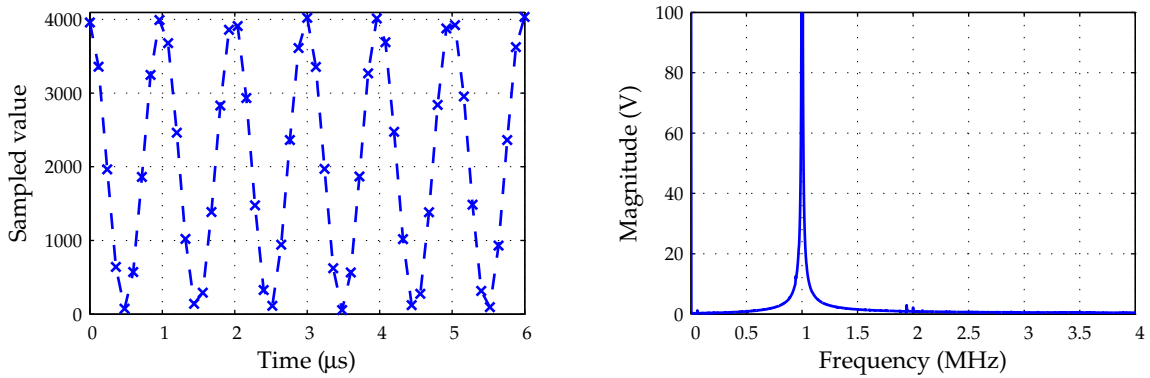 4000
3000
2000
1000
0
0 1 2 3 4 5 6
Sampled value
Time (μs)
100
80
60
40
20
0
0 0.5 1 1.5 2 2.5 3 3.5 4
Magnitude (V)
Frequency (MHz)